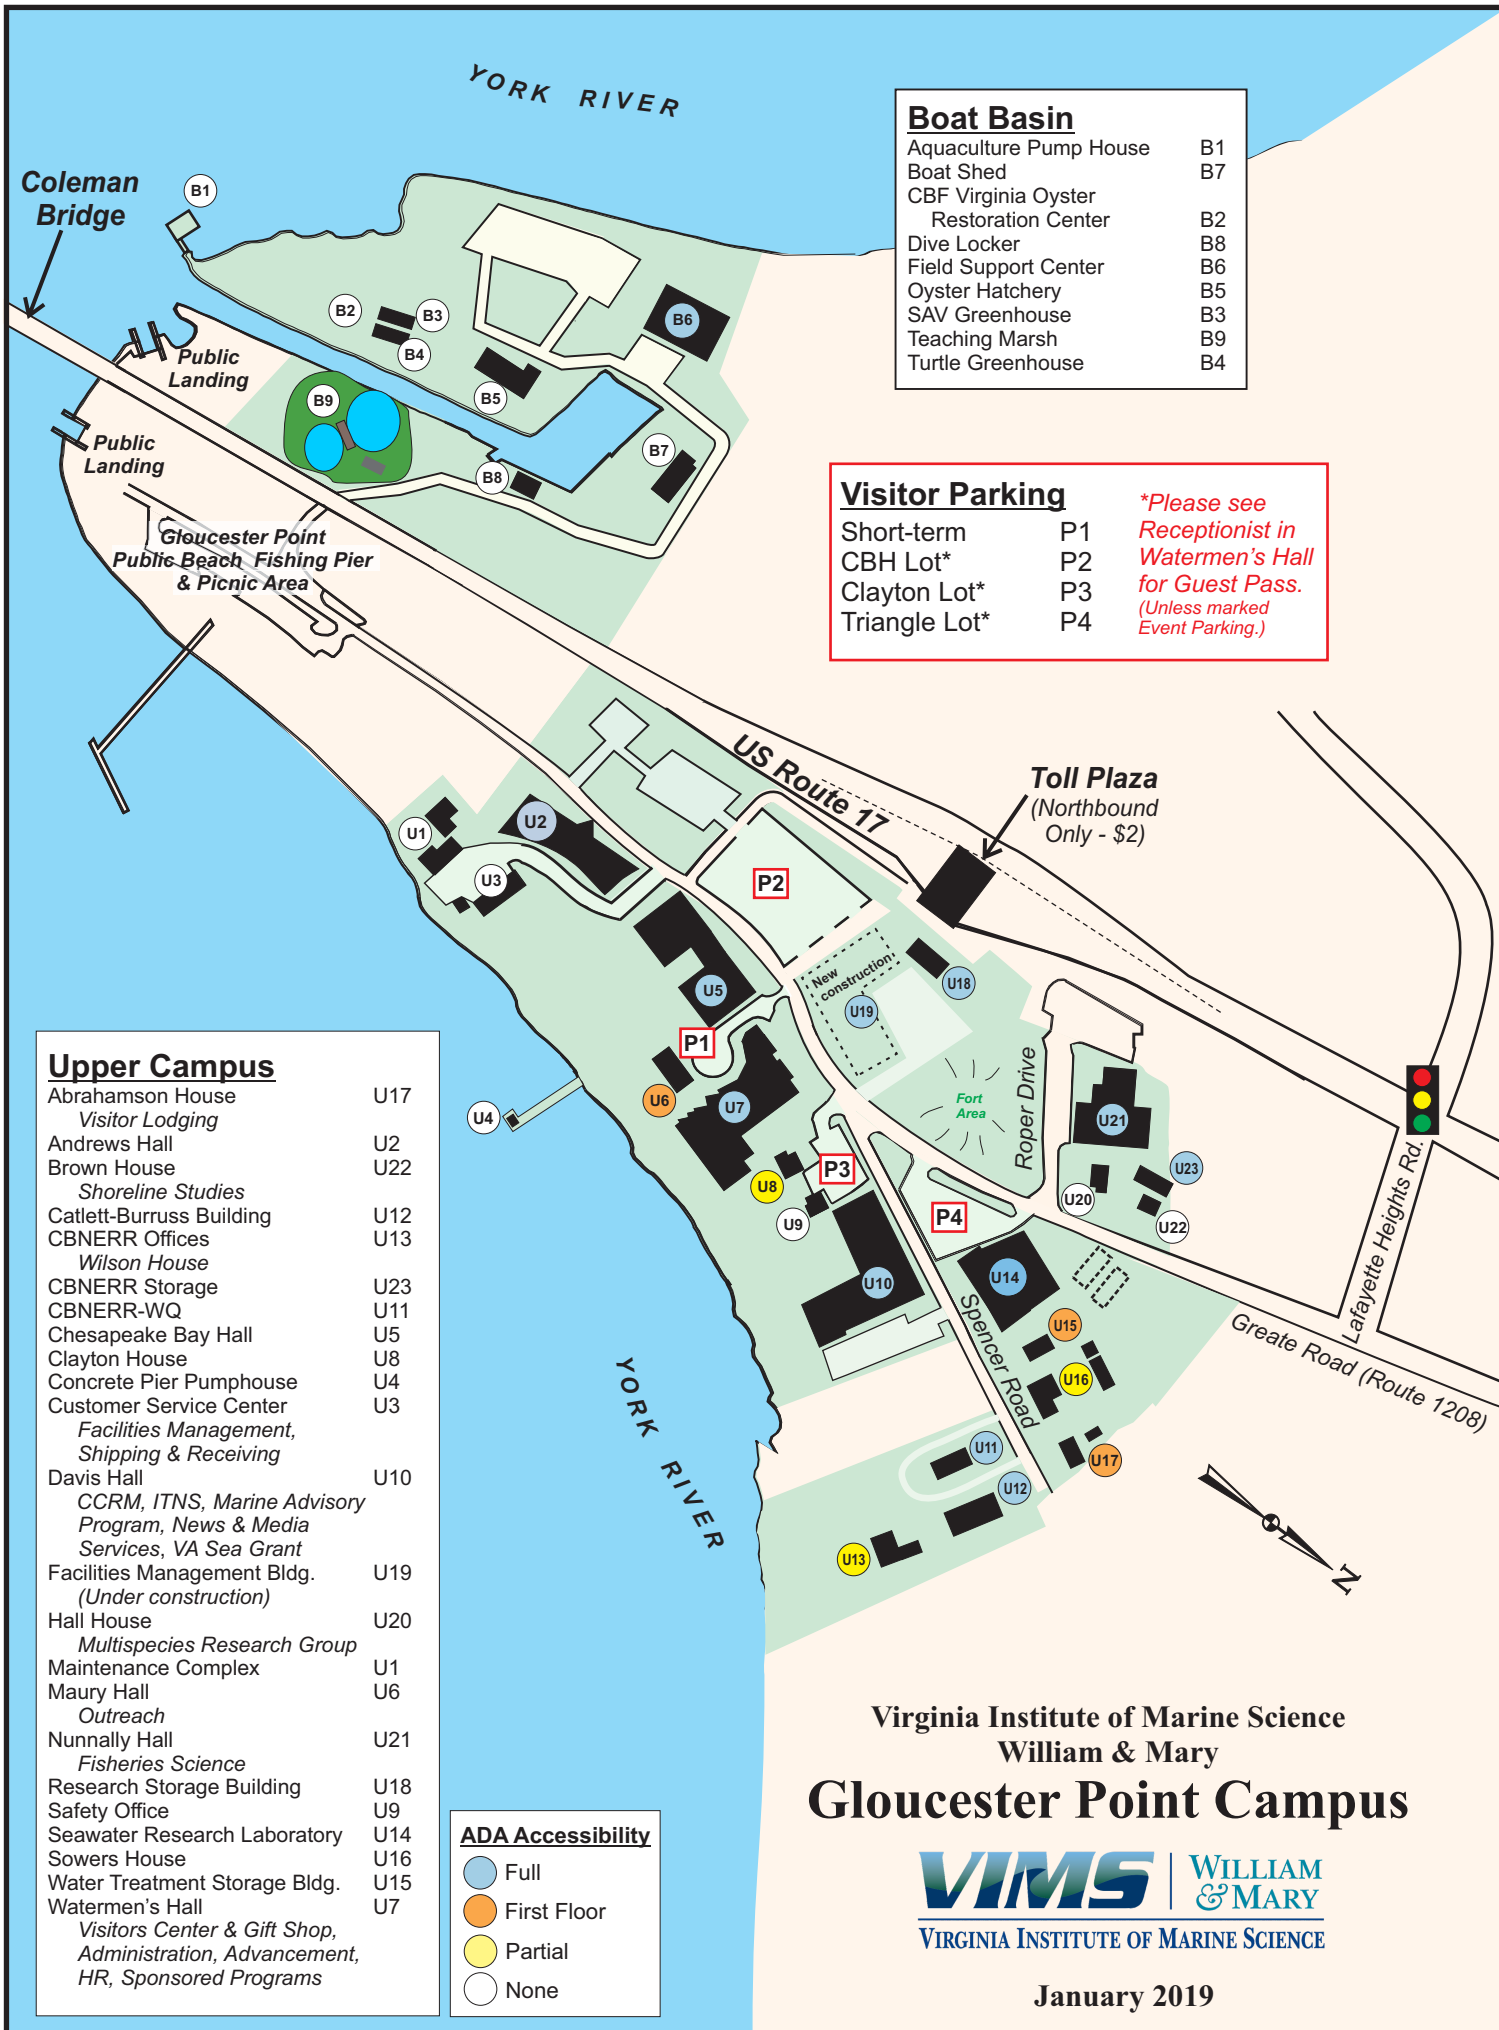 YORK RIVER
Coleman
Bridge
Boat Basin
Aquaculture Pump House B1
Boat Shed B7
CBF Virginia Oyster
Restoration Center B2
Dive Locker B8
Field Support Center B6
Oyster Hatchery B5
SAV Greenhouse B3
Teaching Marsh B9
Turtle Greenhouse B4
B1
B2
B3
B4
B5
B6
B7
B8
B9
Public
Landing
Public
Landing
Gloucester Point
Public Beach Fishing Pier
& Picnic Area
Visitor Parking
Short-term P1
CBH Lot* P2
Clayton Lot* P3
Triangle Lot* P4
*Please see
Receptionist in
Watermen's Hall
for Guest Pass.
(Unless marked
Event Parking.)
US Route 17
Toll Plaza
(Northbound
Only - $2)
U1
U2
U3
P2
U5
New
construction
U18
U19
P1
U6
U7
U4
Fort
Area
Roper Drive
U21
U23
U20
U22
U8
P3
U9
P4
U10
U14
Spencer Road
U15
U16
U17
U11
U12
U13
Lafayette Heights Rd.
Greate Road (Route 1208)
YORK RIVER
N
Upper Campus
Abrahamson House U17
Visitor Lodging
Andrews Hall U2
Brown House U22
Shoreline Studies
Catlett-Burruss Building U12
CBNERR Offices U13
Wilson House
CBNERR Storage U23
CBNERR-WQ U11
Chesapeake Bay Hall U5
Clayton House U8
Concrete Pier Pumphouse U4
Customer Service Center U3
Facilities Management,
Shipping & Receiving
Davis Hall U10
CCRM, ITNS, Marine Advisory
Program, News & Media
Services, VA Sea Grant
Facilities Management Bldg. U19
(Under construction)
Hall House U20
Multispecies Research Group
Maintenance Complex U1
Maury Hall U6
Outreach
Nunnally Hall U21
Fisheries Science
Research Storage Building U18
Safety Office U9
Seawater Research Laboratory U14
Sowers House U16
Water Treatment Storage Bldg. U15
Watermen's Hall U7
Visitors Center & Gift Shop,
Administration, Advancement,
HR, Sponsored Programs
ADA Accessibility
Full
First Floor
Partial
None
Virginia Institute of Marine Science
William & Mary
Gloucester Point Campus
VIMS
WILLIAM
& MARY
VIRGINIA INSTITUTE OF MARINE SCIENCE
January 2019